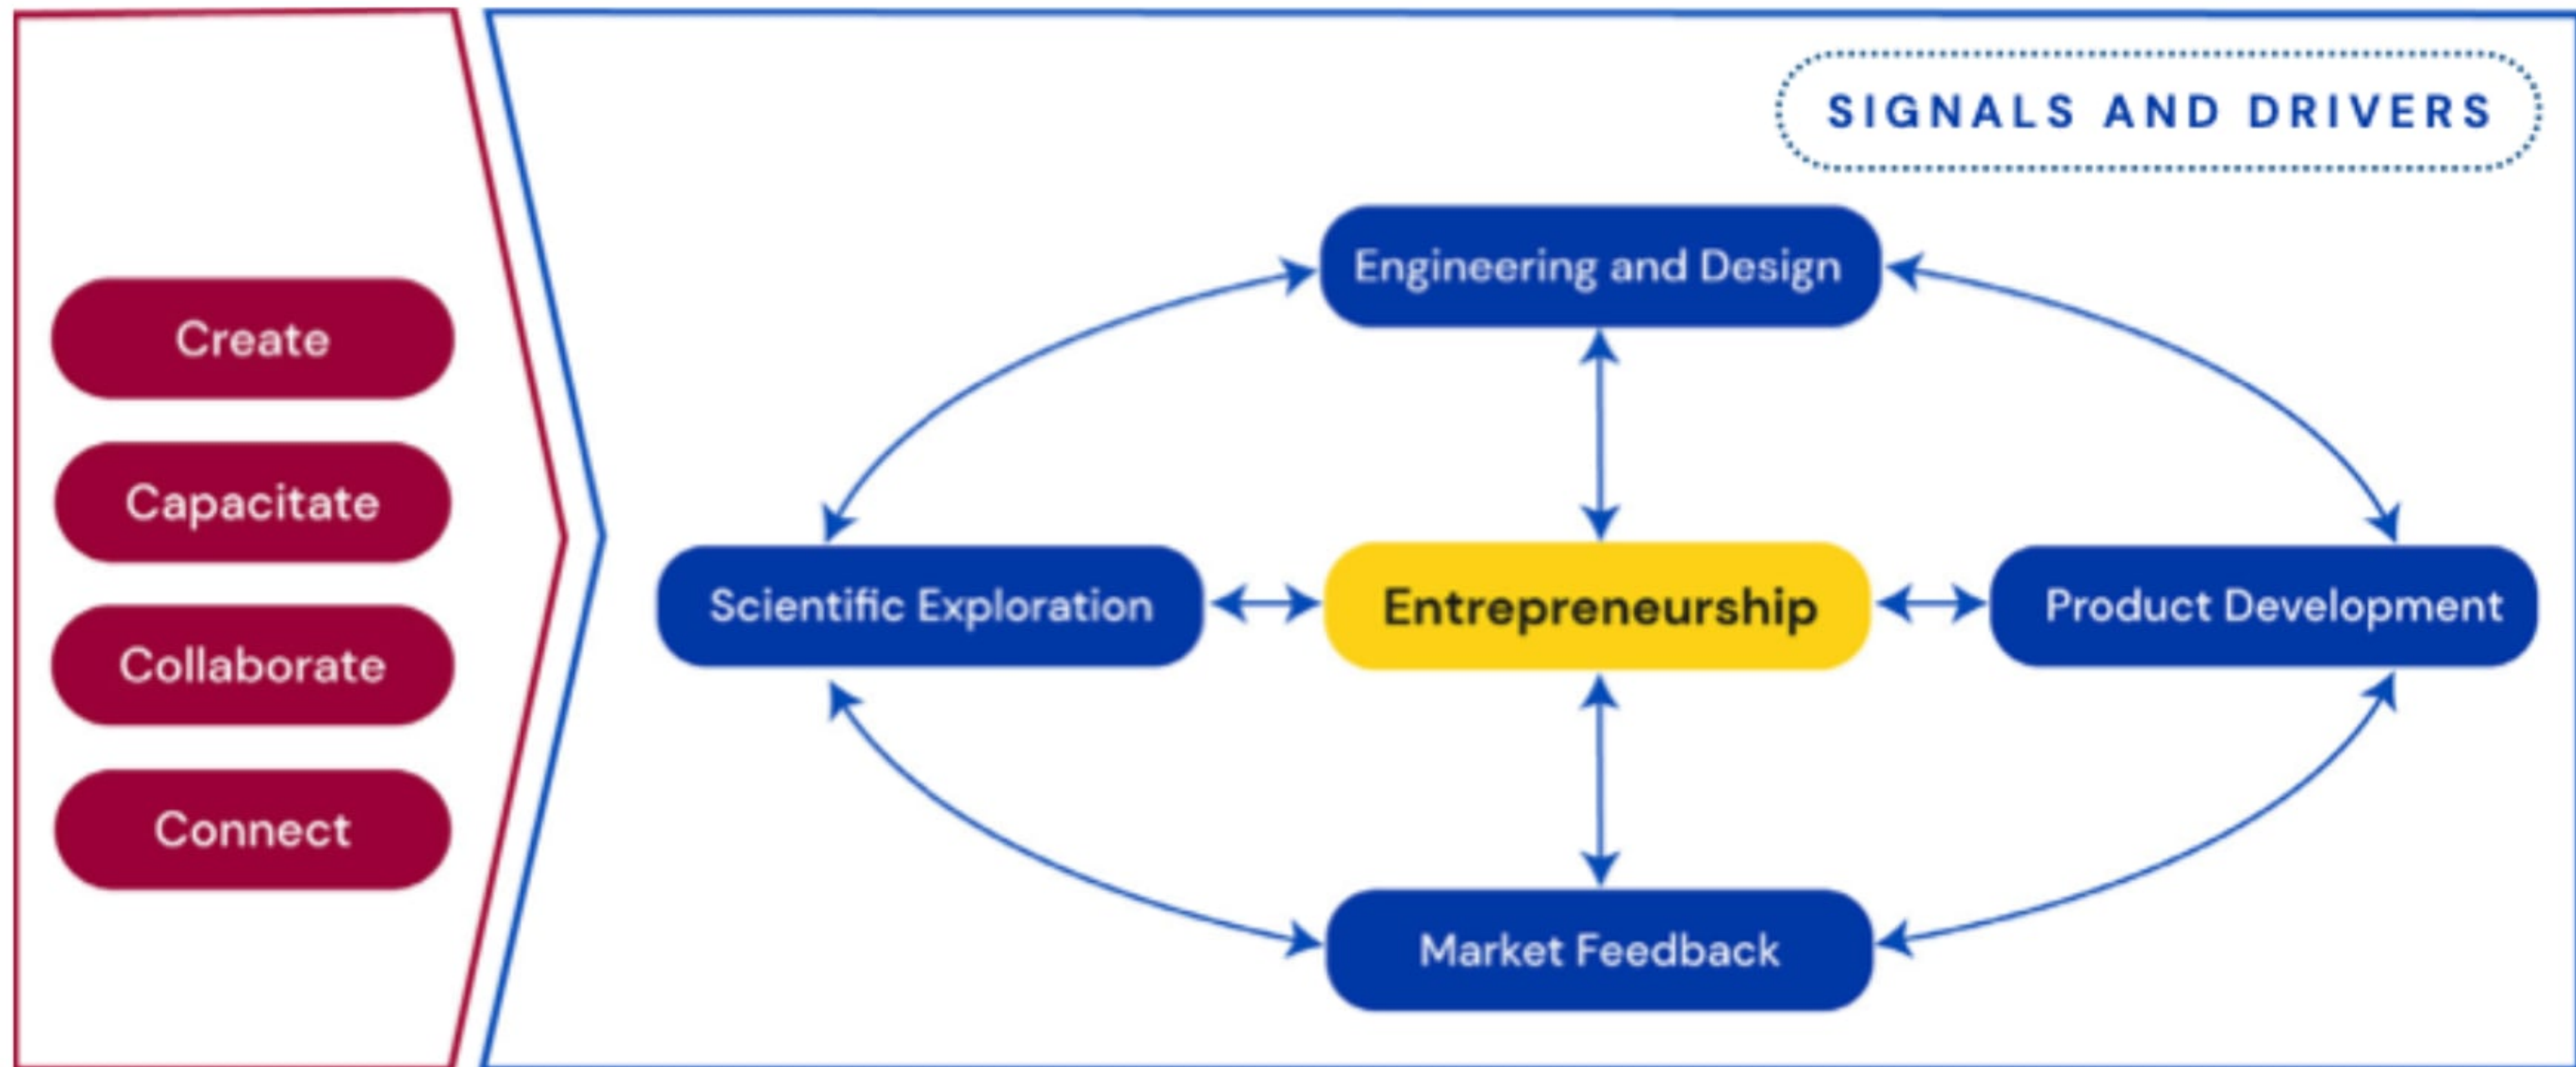 SIGNALS AND DRIVERS
Create
Capacitate
Collaborate
Connect
Engineering and Design
Scientific Exploration
Entrepreneurship
Product Development
Market Feedback